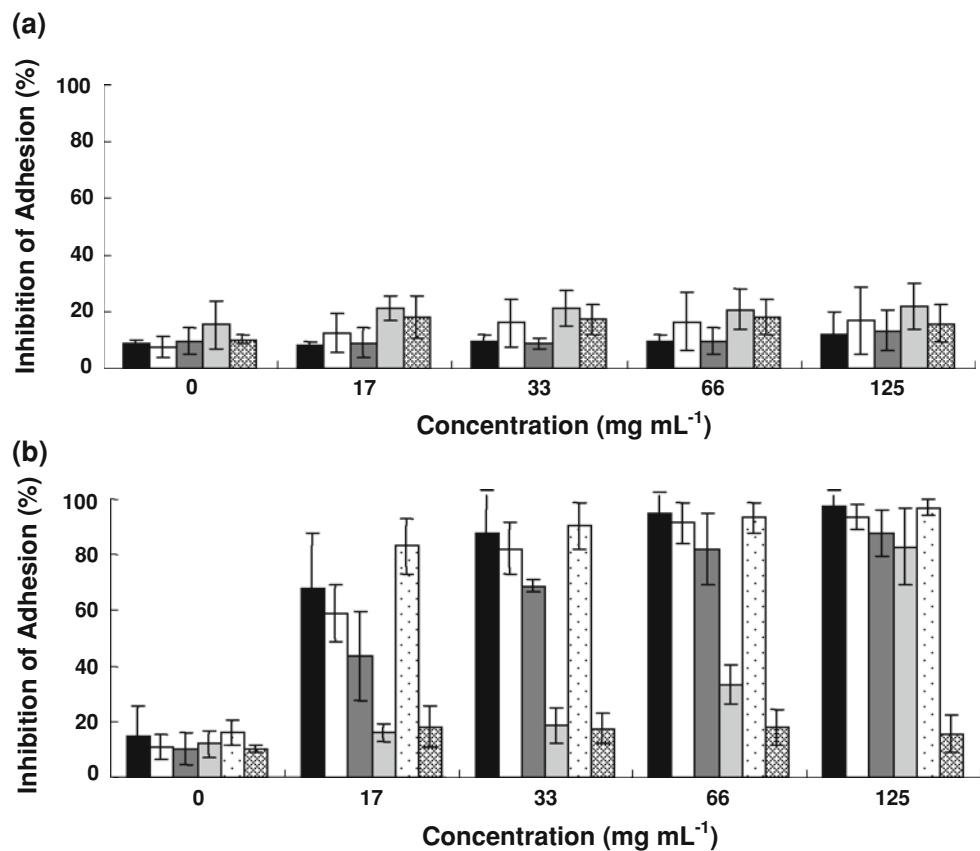 (a)
Inhibition of Adhesion (%)
100
80
60
40
20
0
0 17 33 66 125
Concentration (mg mL-1)
(b)
Inhibition of Adhesion (%)
100
80
60
40
20
0
0 17 33 66 125
Concentration (mg mL-1)